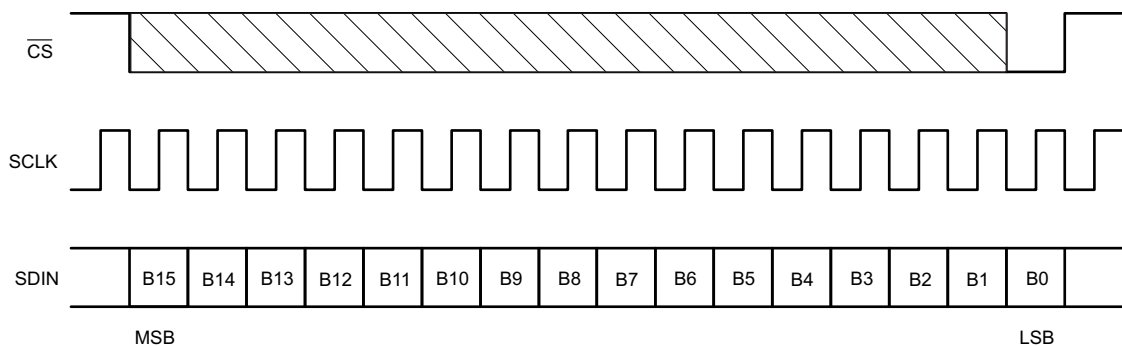 C̅S̅
SCLK
SDIN B15 B14 B13 B12 B11 B10 B9 B8 B7 B6 B5 B4 B3 B2 B1 B0
MSB LSB